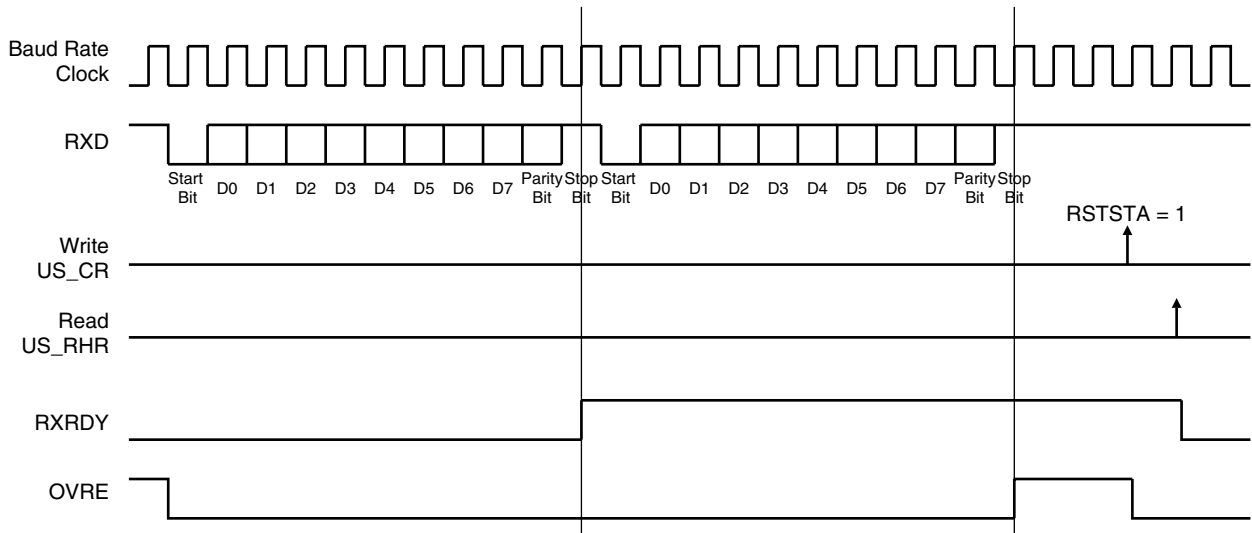 Baud Rate
Clock
RXD
Start
Bit
D0 D1 D2 D3 D4 D5 D6 D7
Parity
Bit
Stop
Bit
Start
Bit
D0 D1 D2 D3 D4 D5 D6 D7
Parity
Bit
Stop
Bit
RSTSTA = 1
Write
US_CR
Read
US_RHR
RXRDY
OVRE